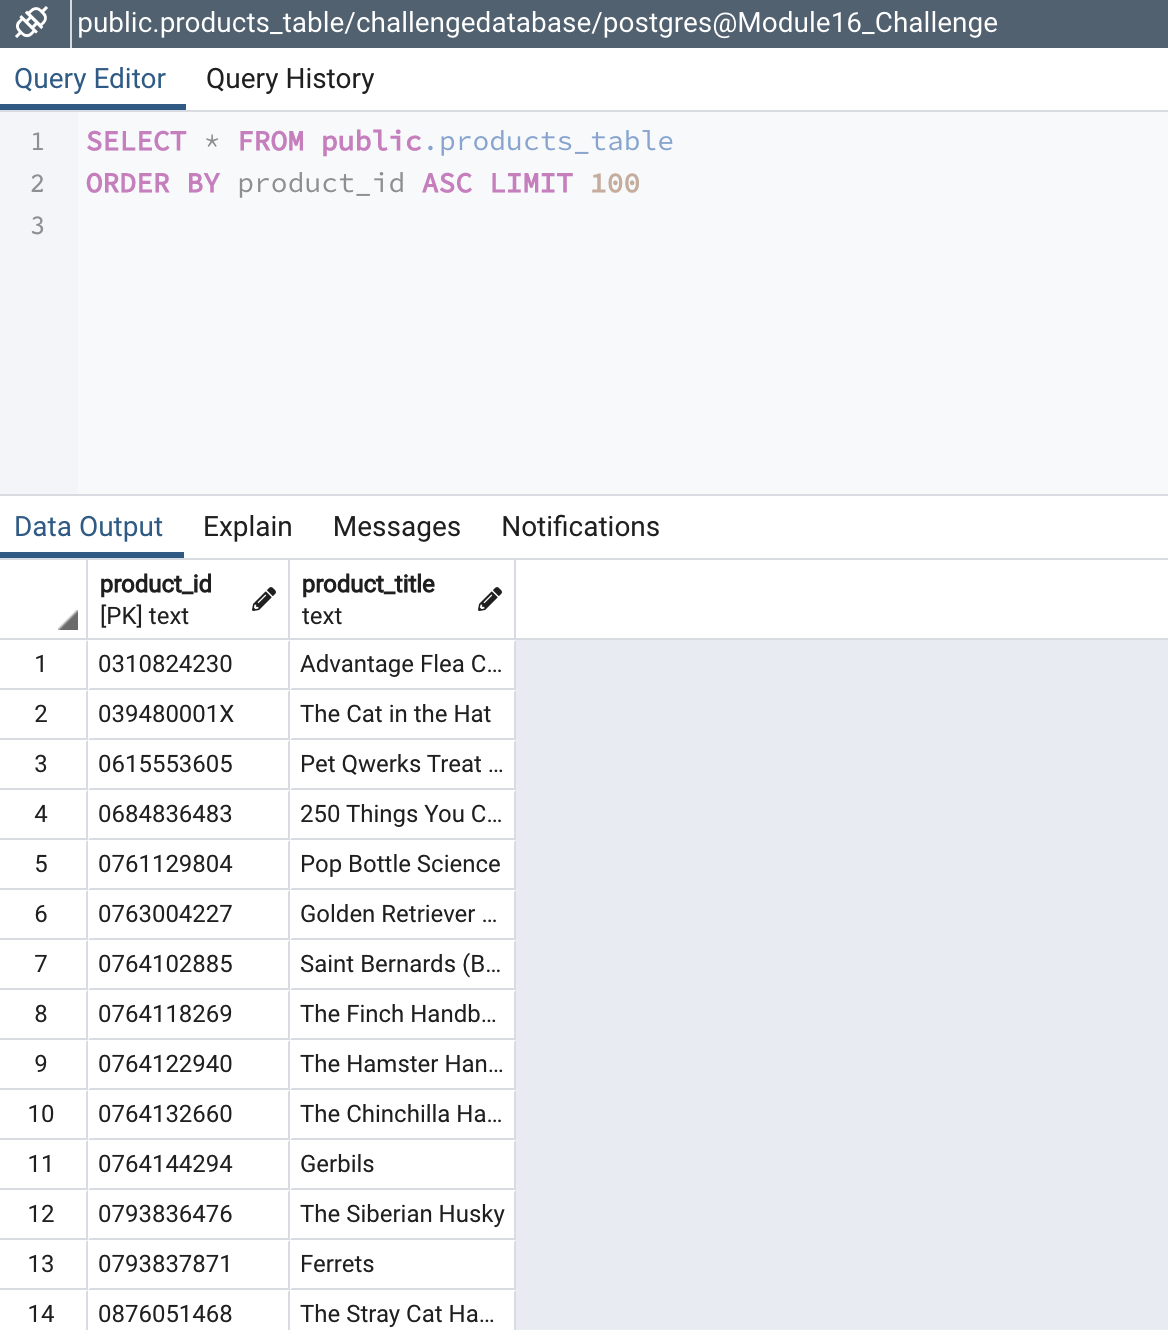 public.products_table/challengedatabase/postgres@Module16_Challenge
Query Editor Query History
1 SELECT * FROM public.products_table
2 ORDER BY product_id ASC LIMIT 100
3
Data Output Explain Messages Notifications
product_id product_title
[PK] text text
1 0310824230 Advantage Flea C...
2 039480001X The Cat in the Hat
3 0615553605 Pet Qwerks Treat ...
4 0684836483 250 Things You C...
5 0761129804 Pop Bottle Science
6 0763004227 Golden Retriever ...
7 0764102885 Saint Bernards (B...
8 0764118269 The Finch Handb...
9 0764122940 The Hamster Han...
10 0764132660 The Chinchilla Ha...
11 0764144294 Gerbils
12 0793836476 The Siberian Husky
13 0793837871 Ferrets
14 0876051468 The Stray Cat Ha...